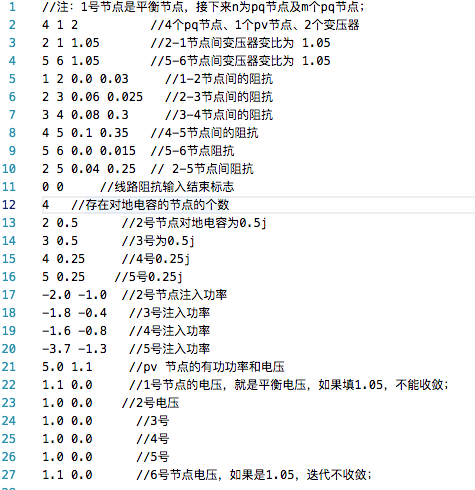 1 //注：1号节点是平衡节点，接下来n为pq节点及m个pq节点；
2 4 1 2 //4个pq节点、1个pv节点、2个变压器
3 2 1 1.05 //2-1节点间变压器变比为 1.05
4 5 6 1.05 //5-6节点间变压器变比为 1.05
5 1 2 0.0 0.03 //1-2节点间的阻抗
6 2 3 0.06 0.025 //2-3节点间的阻抗
7 3 4 0.08 0.3 //3-4节点间的阻抗
8 4 5 0.1 0.35 //4-5节点间的阻抗
9 5 6 0.0 0.015 //5-6节点阻抗
10 2 5 0.04 0.25 // 2-5节点间阻抗
11 0 0 //线路阻抗输入结束标志
12 4 //存在对地电容的节点的个数
13 2 0.5 //2号节点对地电容为0.5j
14 3 0.5 //3号为0.5j
15 4 0.25 //4号0.25j
16 5 0.25 //5号0.25j
17 -2.0 -1.0 //2号节点注入功率
18 -1.8 -0.4 //3号注入功率
19 -1.6 -0.8 //4号注入功率
20 -3.7 -1.3 //5号注入功率
21 5.0 1.1 //pv 节点的有功功率和电压
22 1.1 0.0 //1号节点的电压，就是平衡电压，如果填1.05，不能收敛；
23 1.0 0.0 //2号电压
24 1.0 0.0 //3号
25 1.0 0.0 //4号
26 1.0 0.0 //5号
27 1.1 0.0 //6号节点电压，如果是1.05，迭代不收敛；